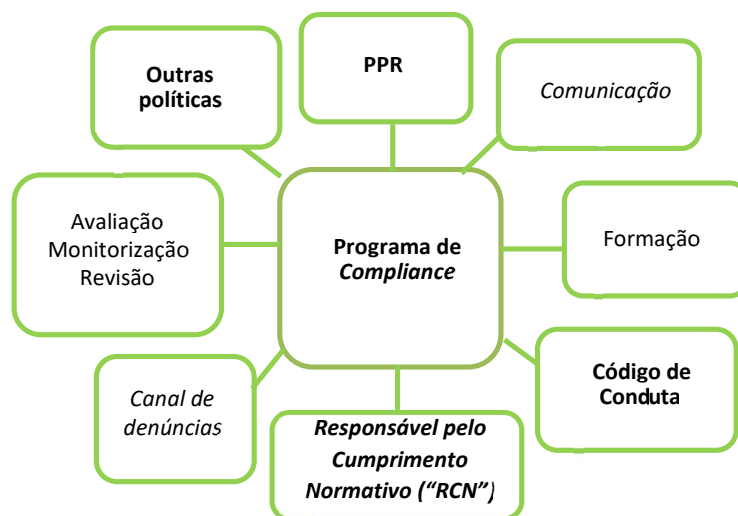 PPR
Outras
políticas
Comunicação
Avaliação
Monitorização
Revisão
Programa de
Compliance
Formação
Canal de
denúncias
Responsável pelo
Cumprimento
Normativo (“RCN”)
Código de
Conduta